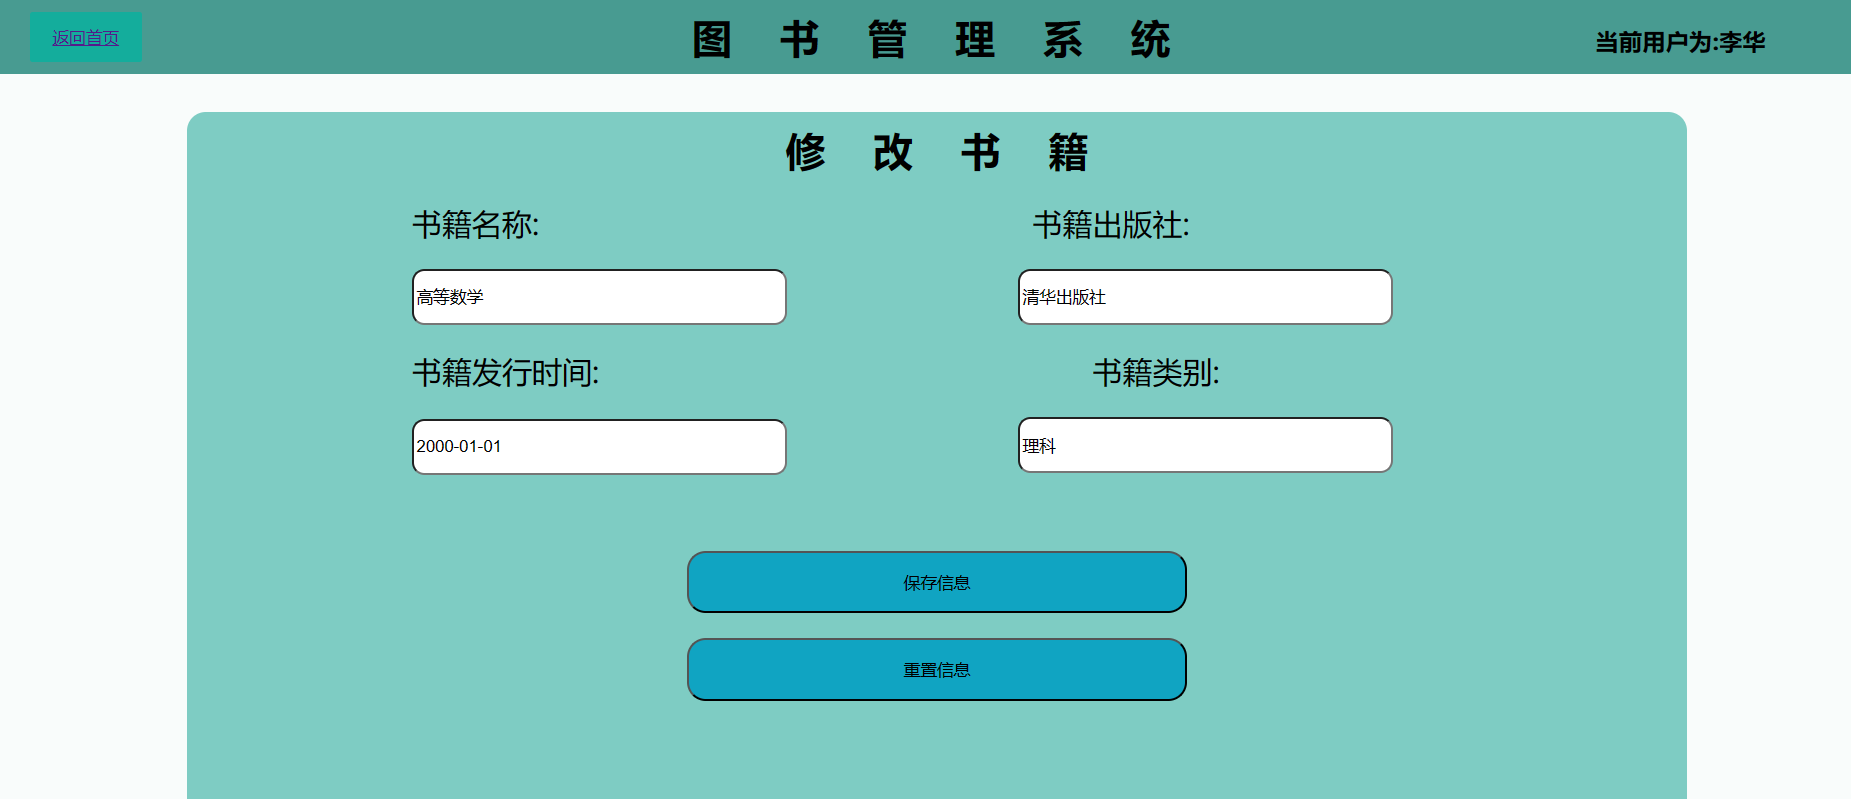 返回首页
图 书 管 理 系 统
当前用户为:李华
修 改 书 籍
书籍名称:
书籍出版社:
高等数学
清华出版社
书籍发行时间:
书籍类别:
2000-01-01
理科
保存信息
重置信息